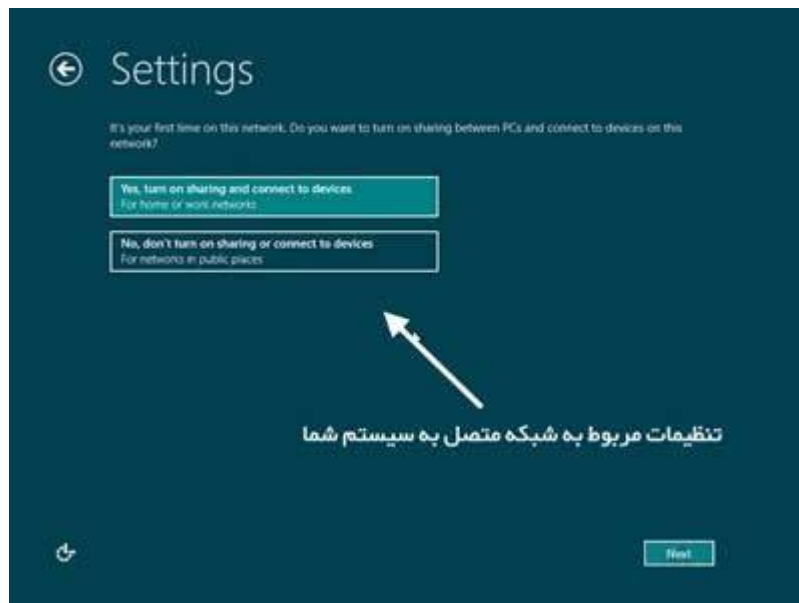 Settings
It's your first time on this network. Do you want to turn on sharing between PCs and connect to devices on this
network?
Yes, turn on sharing and connect to devices
For home or work networks
No, don't turn on sharing or connect to devices
For networks in public places
تنظیمات مربوط به شبکه متصل به سیستم شما
Next